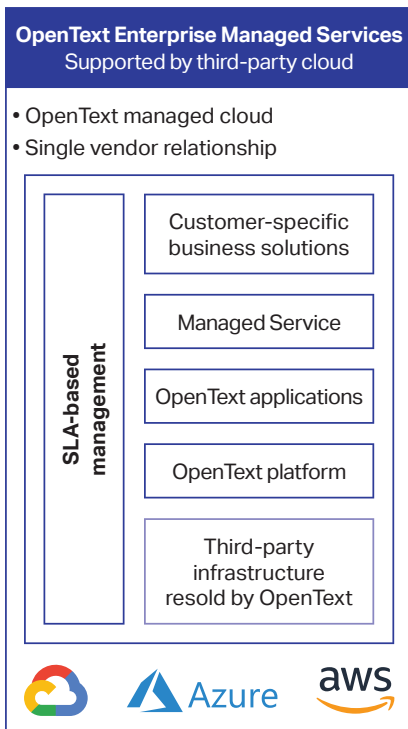 OpenText Enterprise Managed Services
Supported by third-party cloud
• OpenText managed cloud
• Single vendor relationship
SLA-based
management
Customer-specific
business solutions
Managed Service
OpenText applications
OpenText platform
Third-party
infrastructure
resold by OpenText
Azure
aws